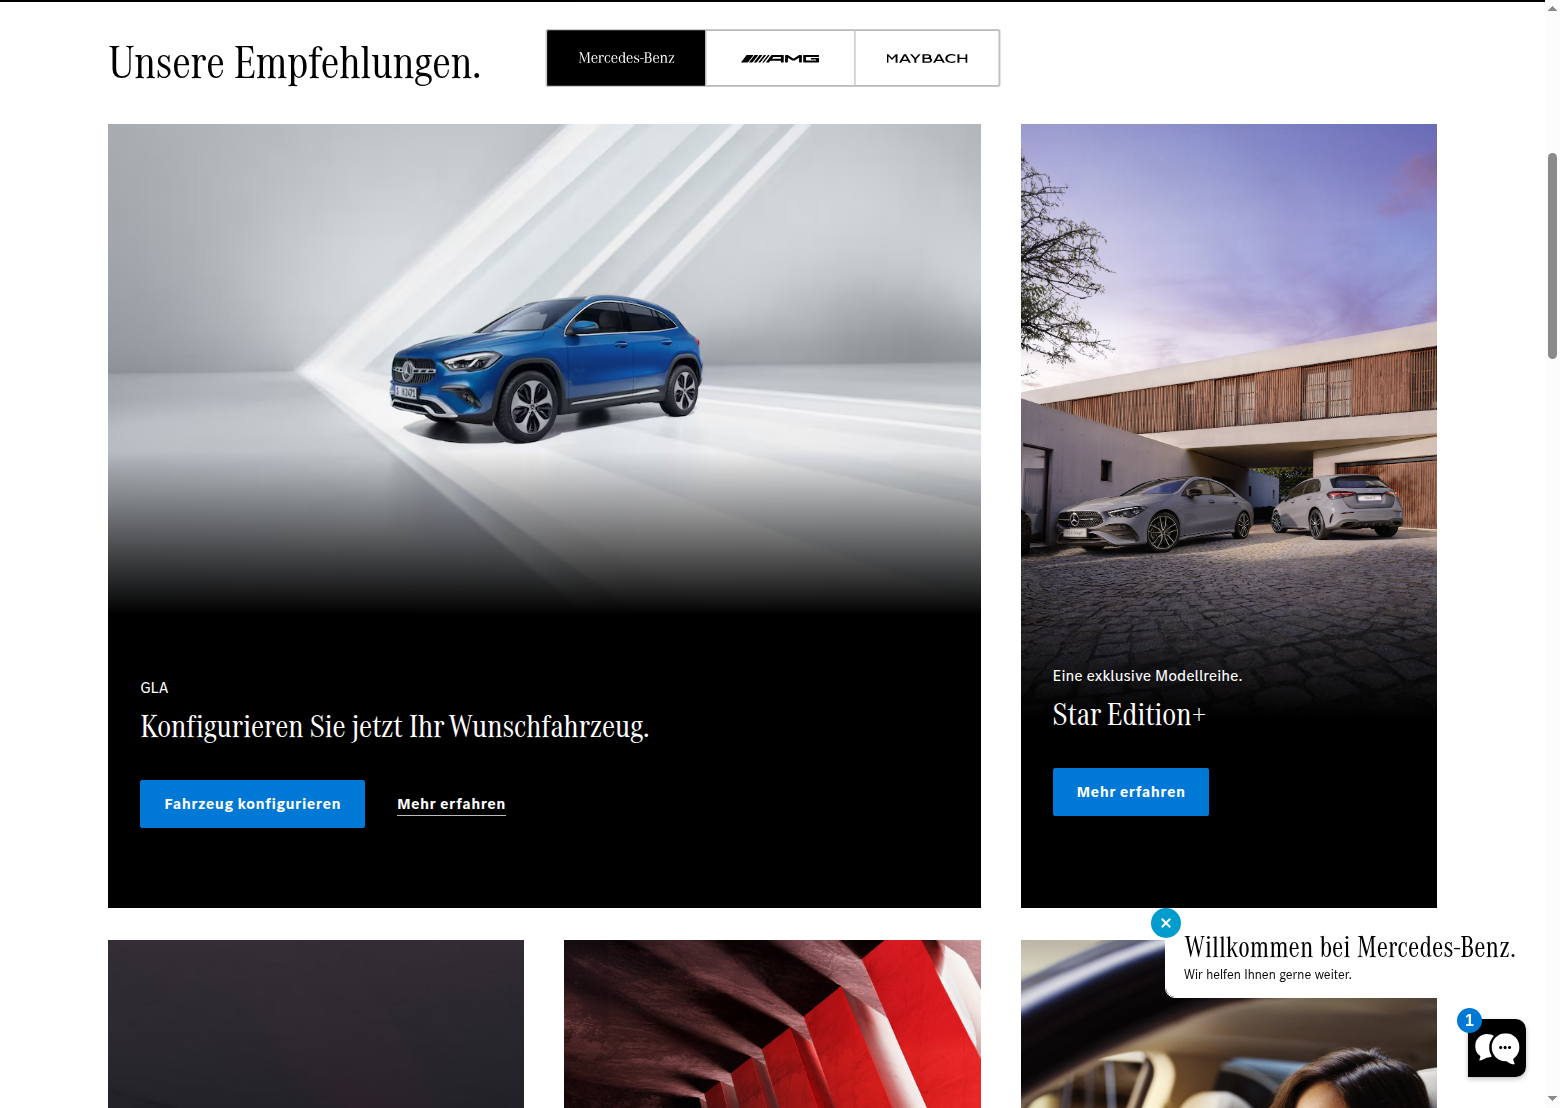 Unsere Empfehlungen.
Mercedes-Benz
AMG
MAYBACH
GLA
Konfigurieren Sie jetzt Ihr Wunschfahrzeug.
Fahrzeug konfigurieren
Mehr erfahren
Eine exklusive Modellreihe.
Star Edition+
Mehr erfahren
Willkommen bei Mercedes-Benz.
Wir helfen Ihnen gerne weiter.
1